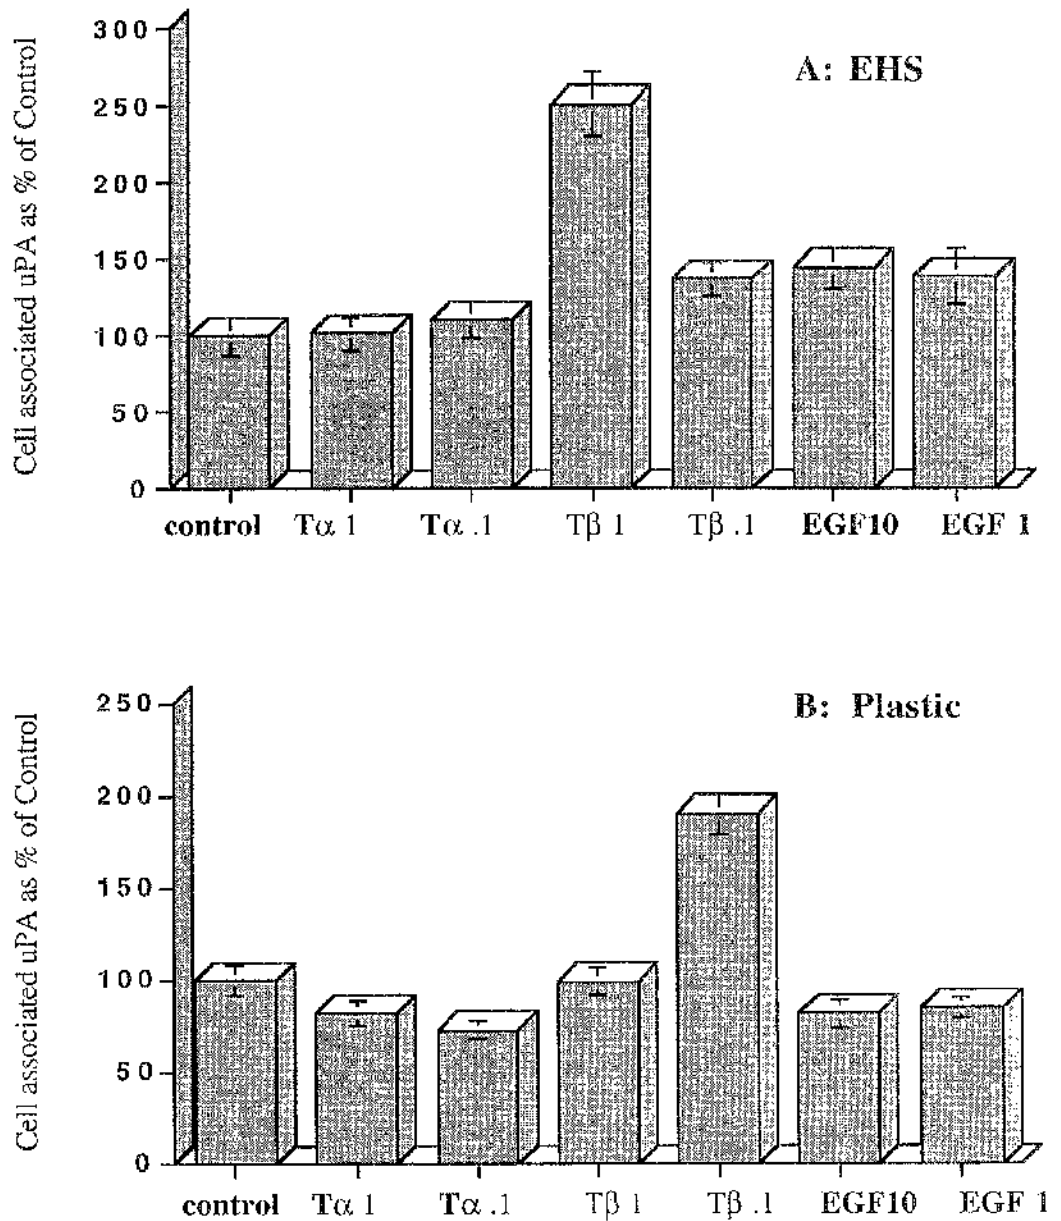 Cell associated uPA as % of Control
A: EHS
300
250
200
150
100
50
0
control Tα 1 Tα .1 Tβ 1 Tβ .1 EGF10 EGF 1
Cell associated uPA as % of Control
B: Plastic
250
200
150
100
50
0
control Tα 1 Tα .1 Tβ 1 Tβ .1 EGF10 EGF 1